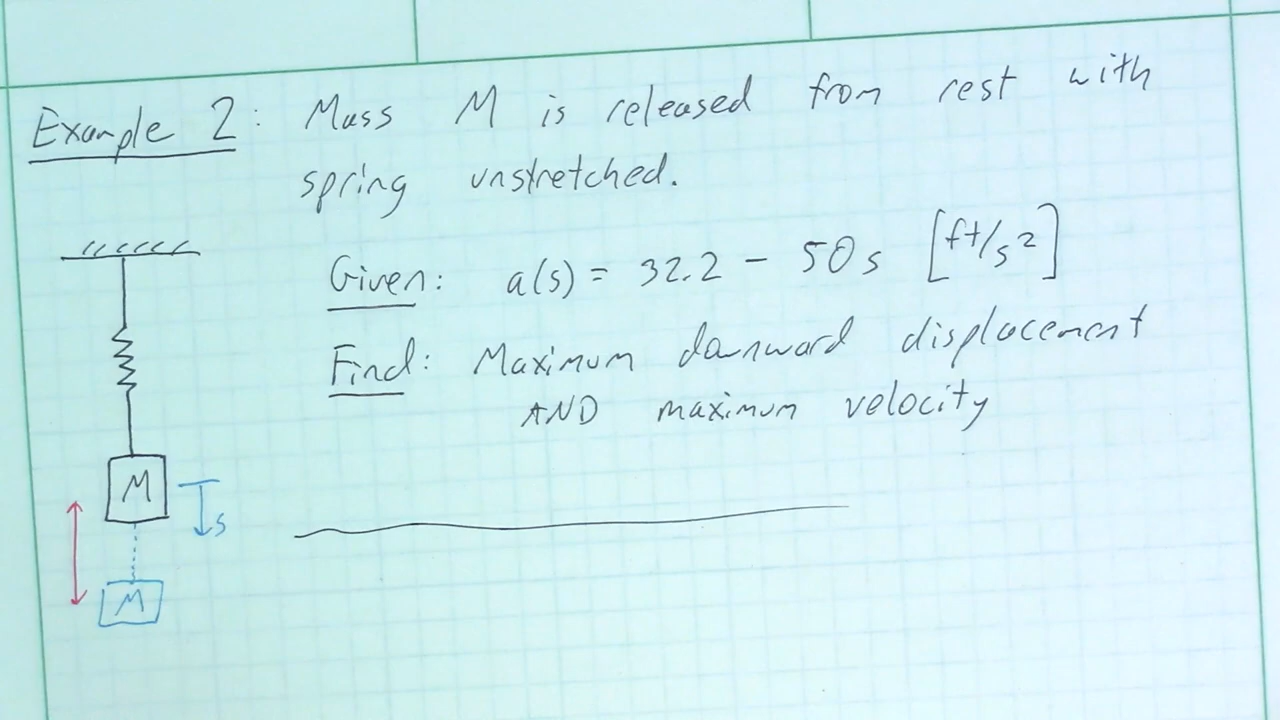 Example 2: Mass M is released from rest with
spring unstretched.
Given: a(s) = 32.2 - 50s [ft/s²]
Find: Maximum downward displacement
AND maximum velocity
M
s
M